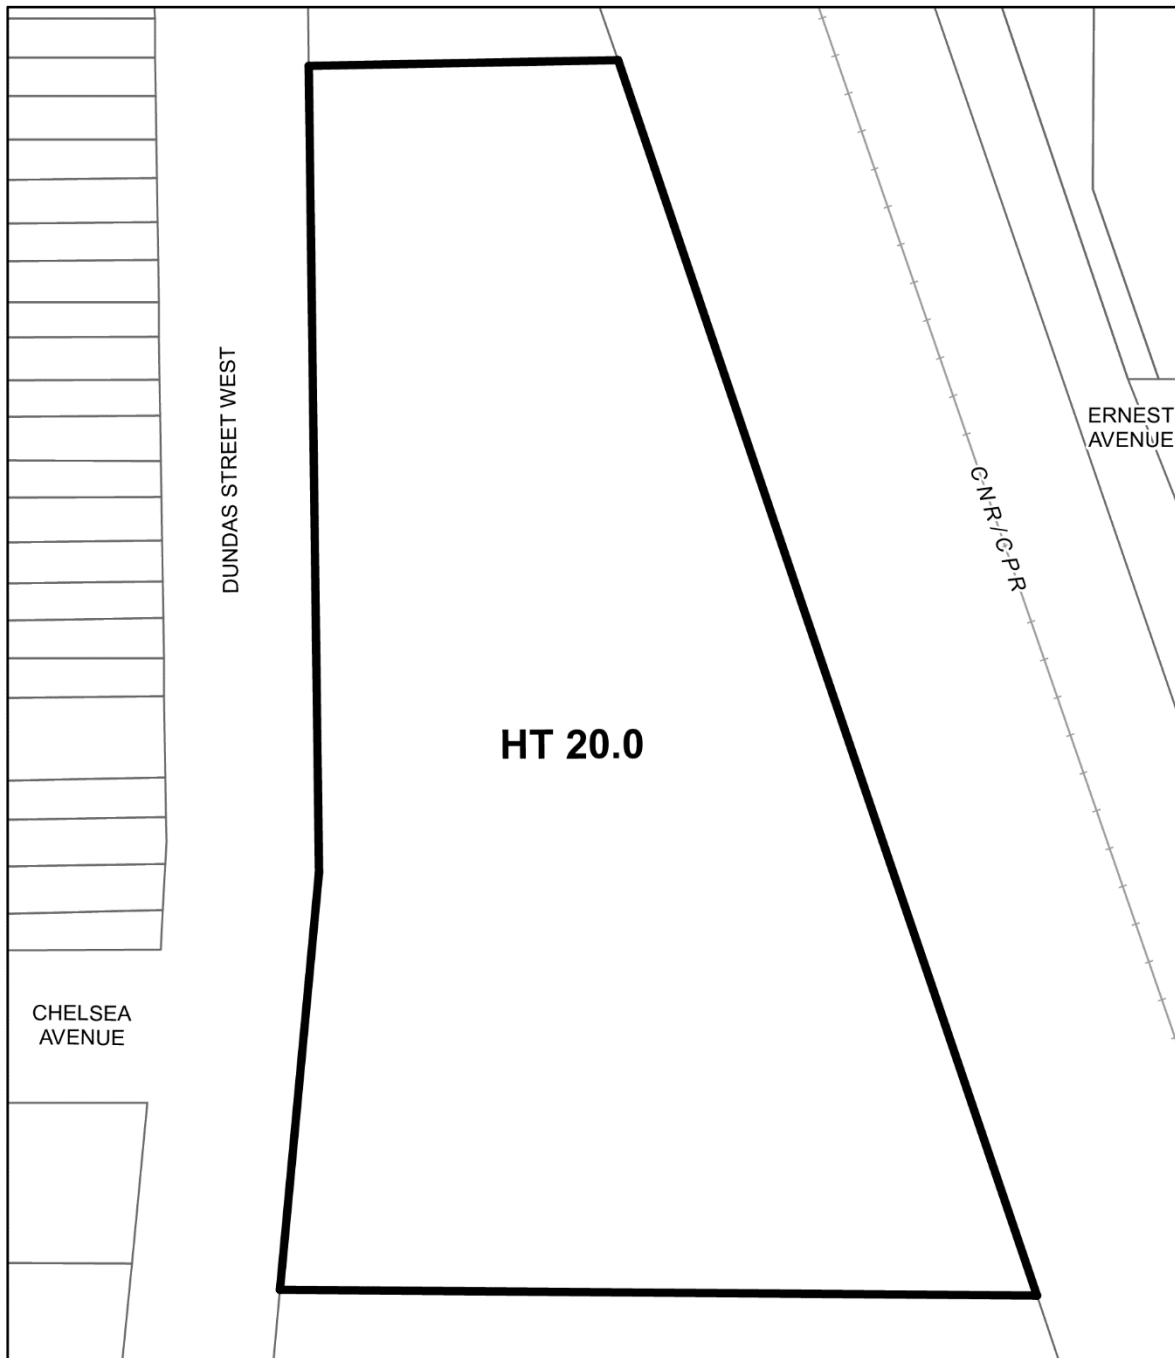 DUNDAS STREET WEST
ERNEST
AVENUE
C N R / C P R
HT 20.0
CHELSEA
AVENUE